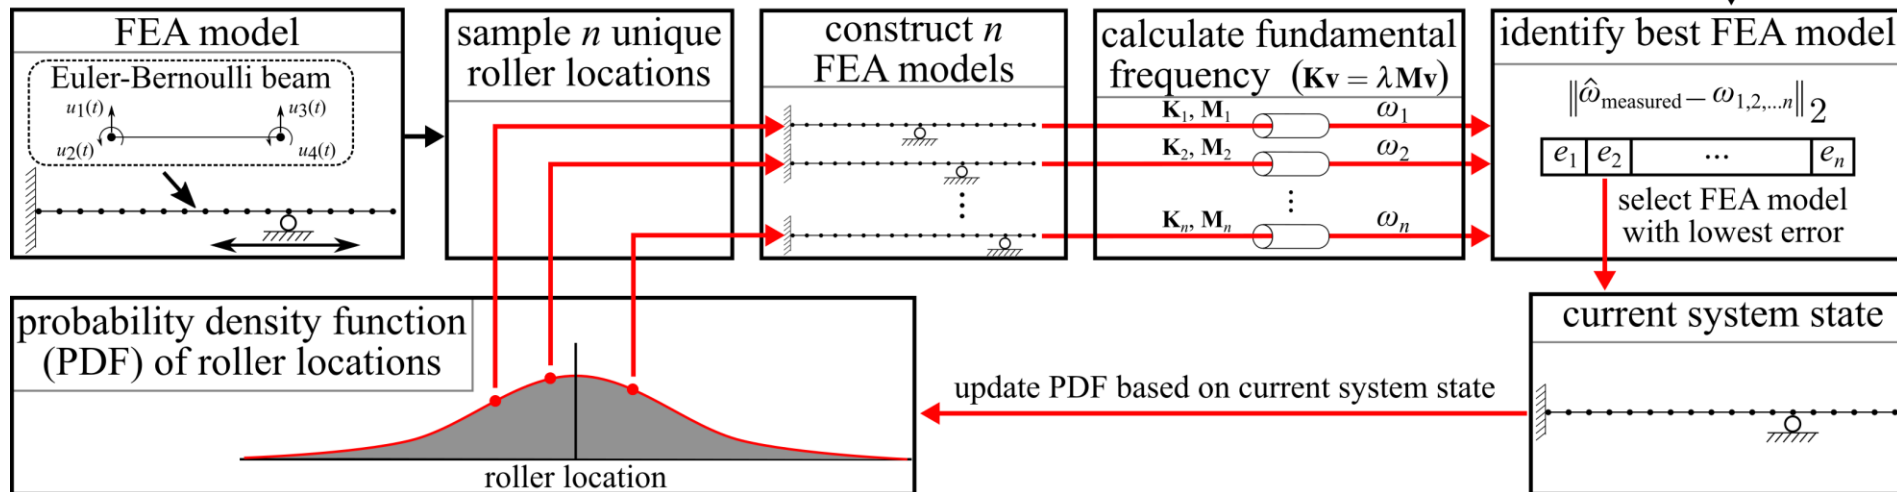 FEA model
Euler-Bernoulli beam
u1(t)
u3(t)
u2(t)
u4(t)
sample n unique
roller locations
construct n
FEA models
calculate fundamental
frequency (Kv = λMv)
K1, M1
ω1
K2, M2
ω2
⋮
⋮
Kn, Mn
ωn
identify best FEA model
‖ω̂measured − ω1,2,...n‖2
e1 e2 ... en
select FEA model
with lowest error
current system state
update PDF based on current system state
probability density function
(PDF) of roller locations
roller location